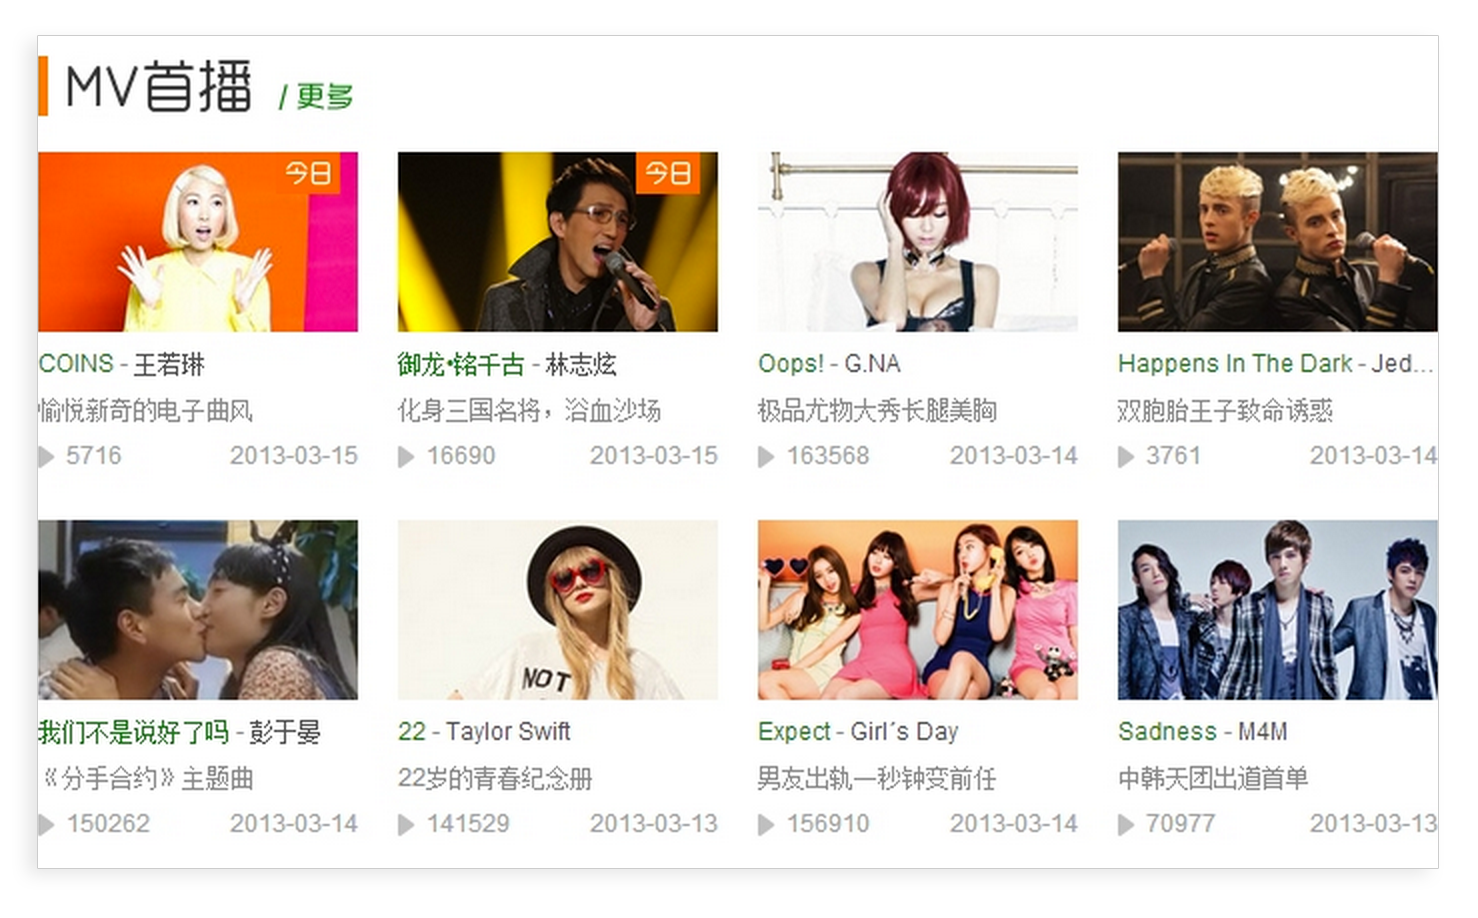 MV首播 / 更多
今日
今日
COINS - 王若琳
愉悦新奇的电子曲风
5716 2013-03-15
御龙•铭千古 - 林志炫
化身三国名将，浴血沙场
16690 2013-03-15
Oops! - G.NA
极品尤物大秀长腿美胸
163568 2013-03-14
Happens In The Dark - Jed...
双胞胎王子致命诱惑
3761 2013-03-14
NOT
我们不是说好了吗 - 彭于晏
《分手合约》主题曲
150262 2013-03-14
22 - Taylor Swift
22岁的青春纪念册
141529 2013-03-13
Expect - Girl´s Day
男友出轨一秒钟变前任
156910 2013-03-14
Sadness - M4M
中韩天团出道首单
70977 2013-03-13